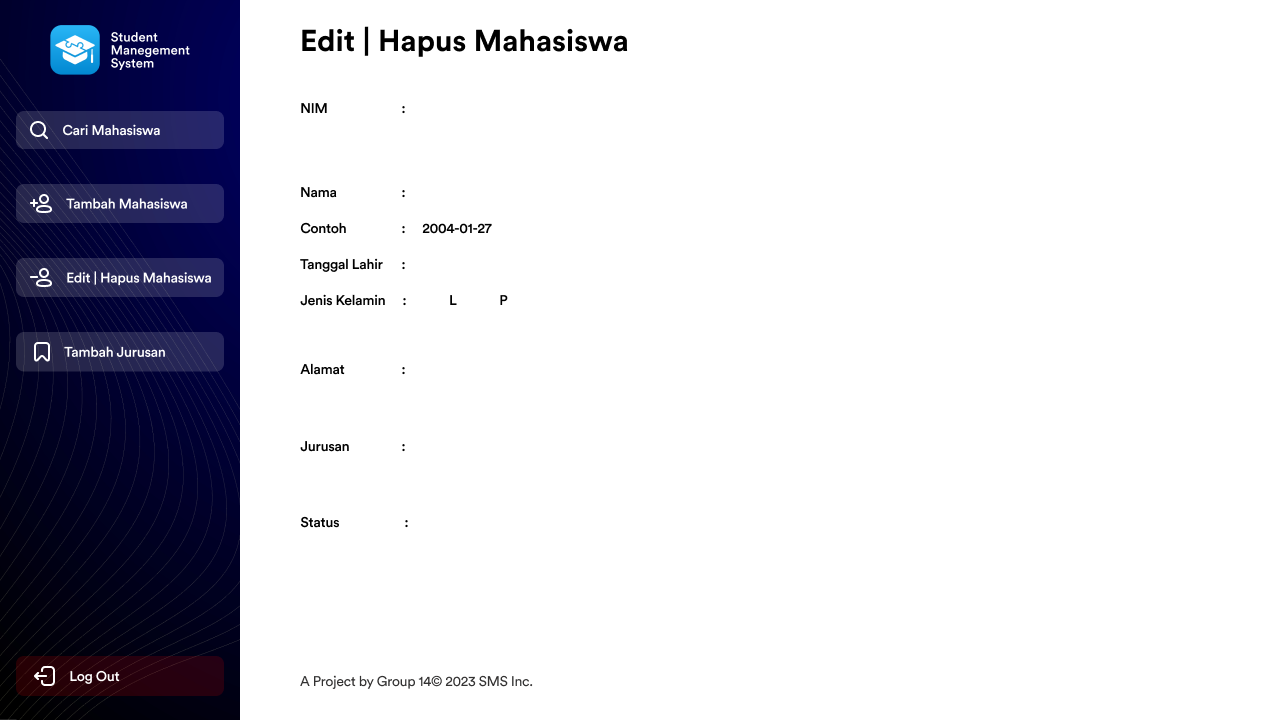 Student
Manegement
System
Cari Mahasiswa
Tambah Mahasiswa
Edit | Hapus Mahasiswa
Tambah Jurusan
Log Out
Edit | Hapus Mahasiswa
NIM :
Nama :
Contoh : 2004-01-27
Tanggal Lahir :
Jenis Kelamin : L P
Alamat :
Jurusan :
Status :
A Project by Group 14© 2023 SMS Inc.